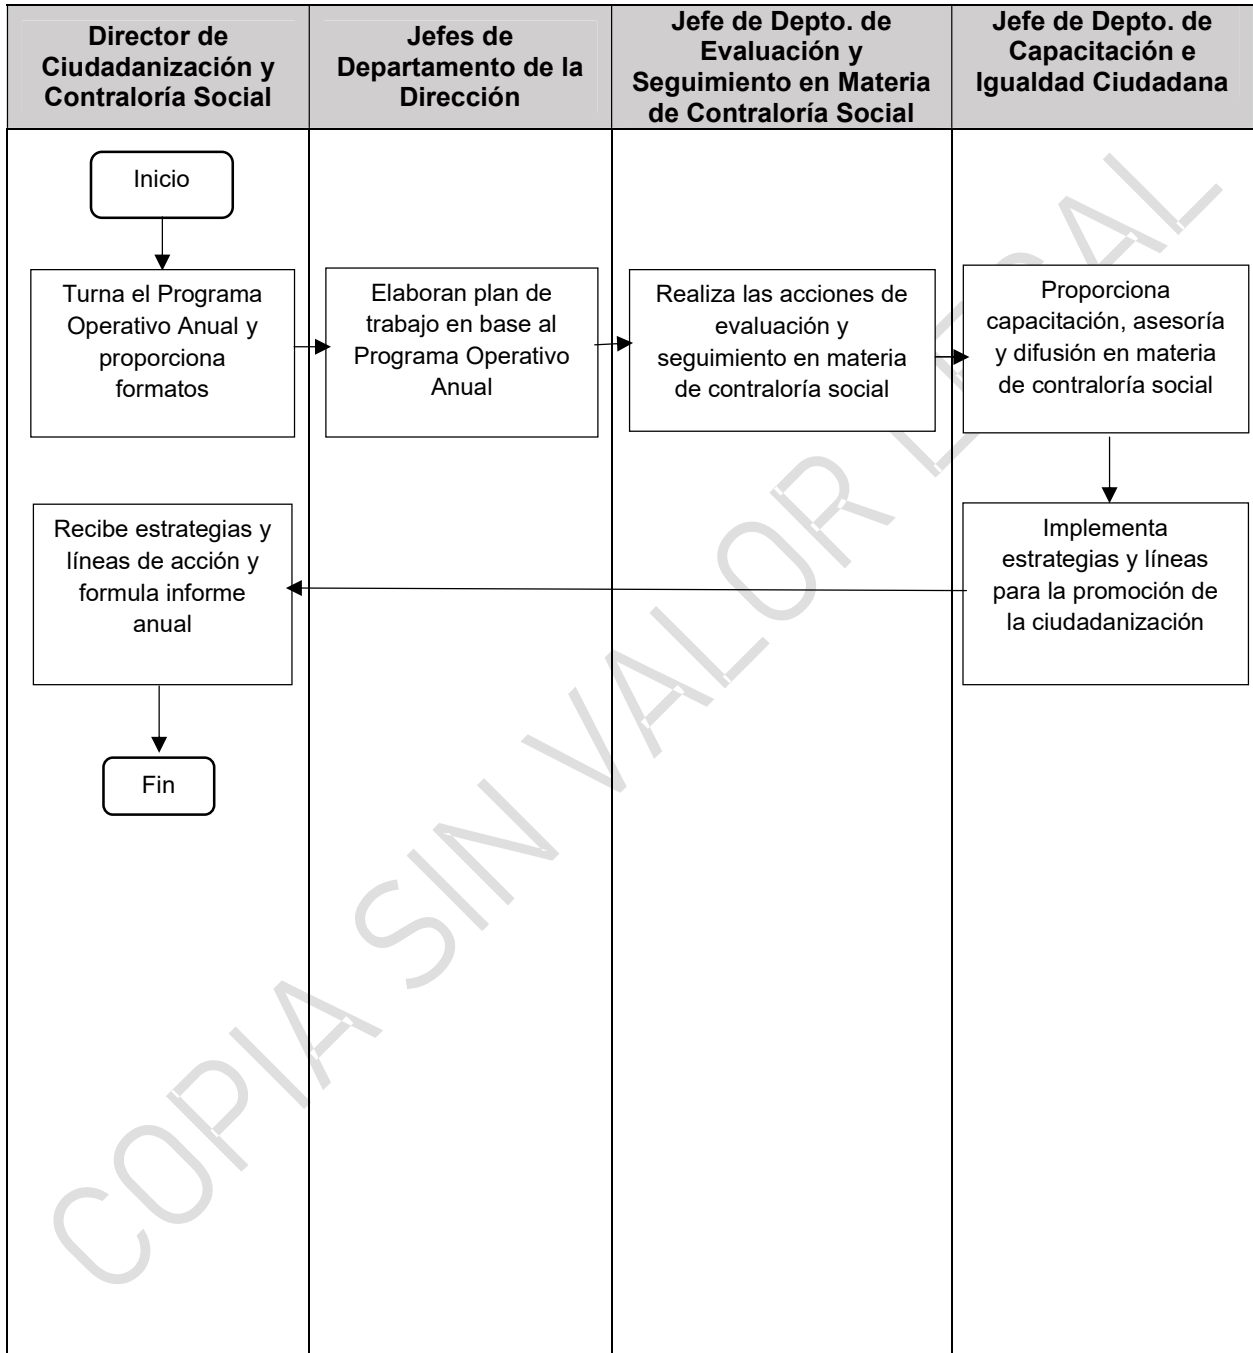 Director de
Ciudadanización y
Contraloría Social
Jefes de
Departamento de la
Dirección
Jefe de Depto. de
Evaluación y
Seguimiento en Materia
de Contraloría Social
Jefe de Depto. de
Capacitación e
Igualdad Ciudadana
Inicio
Turna el Programa
Operativo Anual y
proporciona
formatos
Elaboran plan de
trabajo en base al
Programa Operativo
Anual
Realiza las acciones de
evaluación y
seguimiento en materia
de contraloría social
Proporciona
capacitación, asesoría
y difusión en materia
de contraloría social
Implementa
estrategias y líneas
para la promoción de
la ciudadanización
Recibe estrategias y
líneas de acción y
formula informe
anual
Fin
COPIA SIN VALOR LEGAL